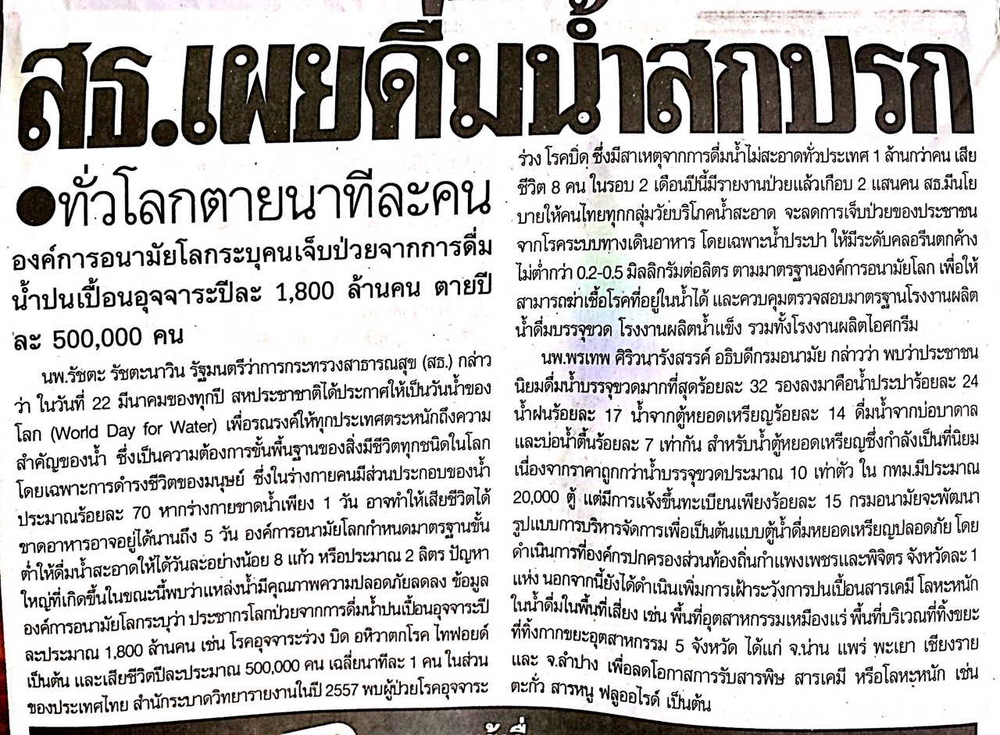 สธ.เผยดื่มน้ำสกปรก
●ทั่วโลกตายนาทีละคน
องค์การอนามัยโลกระบุคนเจ็บป่วยจากการดื่ม
น้ำปนเปื้อนอุจจาระปีละ 1,800 ล้านคน ตายปี
ละ 500,000 คน
นพ.รัชตะ รัชตะนาวิน รัฐมนตรีว่าการกระทรวงสาธารณสุข (สธ.) กล่าว
ว่า ในวันที่ 22 มีนาคมของทุกปี สหประชาชาติได้ประกาศให้เป็นวันน้ำของ
โลก (World Day for Water) เพื่อรณรงค์ให้ทุกประเทศตระหนักถึงความ
สำคัญของน้ำ ซึ่งเป็นความต้องการขั้นพื้นฐานของสิ่งมีชีวิตทุกชนิดในโลก
โดยเฉพาะการดำรงชีวิตของมนุษย์ ซึ่งในร่างกายคนมีส่วนประกอบของน้ำ
ประมาณร้อยละ 70 หากร่างกายขาดน้ำเพียง 1 วัน อาจทำให้เสียชีวิตได้
ขาดอาหารอาจอยู่ได้นานถึง 5 วัน องค์การอนามัยโลกกำหนดมาตรฐานขั้น
ต่ำให้ดื่มน้ำสะอาดให้ได้วันละอย่างน้อย 8 แก้ว หรือประมาณ 2 ลิตร ปัญหา
ใหญ่ที่เกิดขึ้นในขณะนี้พบว่าแหล่งน้ำมีคุณภาพความปลอดภัยลดลง ข้อมูล
องค์การอนามัยโลกระบุว่า ประชากรโลกป่วยจากการดื่มน้ำปนเปื้อนอุจจาระปี
ละประมาณ 1,800 ล้านคน เช่น โรคอุจจาระร่วง บิด อหิวาตกโรค ไทฟอยด์
เป็นต้น และเสียชีวิตปีละประมาณ 500,000 คน เฉลี่ยนาทีละ 1 คน ในส่วน
ของประเทศไทย สำนักระบาดวิทยารายงานในปี 2557 พบผู้ป่วยโรคอุจจาระ
ร่วง โรคบิด ซึ่งมีสาเหตุจากการดื่มน้ำไม่สะอาดทั่วประเทศ 1 ล้านกว่าคน เสีย
ชีวิต 8 คน ในรอบ 2 เดือนปีนี้มีรายงานป่วยแล้วเกือบ 2 แสนคน สธ.มีนโย
บายให้คนไทยทุกกลุ่มวัยบริโภคน้ำสะอาด จะลดการเจ็บป่วยของประชาชน
จากโรคระบบทางเดินอาหาร โดยเฉพาะน้ำประปา ให้มีระดับคลอรีนตกค้าง
ไม่ต่ำกว่า 0.2-0.5 มิลลิกรัมต่อลิตร ตามมาตรฐานองค์การอนามัยโลก เพื่อให้
สามารถฆ่าเชื้อโรคที่อยู่ในน้ำได้ และควบคุมตรวจสอบมาตรฐานโรงงานผลิต
น้ำดื่มบรรจุขวด โรงงานผลิตน้ำแข็ง รวมทั้งโรงงานผลิตไอศกรีม
นพ.พรเทพ ศิริวนารังสรรค์ อธิบดีกรมอนามัย กล่าวว่า พบว่าประชาชน
นิยมดื่มน้ำบรรจุขวดมากที่สุดร้อยละ 32 รองลงมาคือน้ำประปาร้อยละ 24
น้ำฝนร้อยละ 17 น้ำจากตู้หยอดเหรียญร้อยละ 14 ดื่มน้ำจากบ่อบาดาล
และบ่อน้ำตื้นร้อยละ 7 เท่ากัน สำหรับน้ำตู้หยอดเหรียญซึ่งกำลังเป็นที่นิยม
เนื่องจากราคาถูกกว่าน้ำบรรจุขวดประมาณ 10 เท่าตัว ใน กทม.มีประมาณ
20,000 ตู้ แต่มีการแจ้งขึ้นทะเบียนเพียงร้อยละ 15 กรมอนามัยจะพัฒนา
รูปแบบการบริหารจัดการเพื่อเป็นต้นแบบตู้น้ำดื่มหยอดเหรียญปลอดภัย โดย
ดำเนินการที่องค์กรปกครองส่วนท้องถิ่นกำแพงเพชรและพิจิตร จังหวัดละ 1
แห่ง นอกจากนี้ยังได้ดำเนินเพิ่มการเฝ้าระวังการปนเปื้อนสารเคมี โลหะหนัก
ในน้ำดื่มในพื้นที่เสี่ยง เช่น พื้นที่อุตสาหกรรมเหมืองแร่ พื้นที่บริเวณที่ทิ้งขยะ
ที่ทิ้งกากขยะอุตสาหกรรม 5 จังหวัด ได้แก่ จ.น่าน แพร่ พะเยา เชียงราย
และ จ.ลำปาง เพื่อลดโอกาสการรับสารพิษ สารเคมี หรือโลหะหนัก เช่น
ตะกั่ว สารหนู ฟลูออไรด์ เป็นต้น